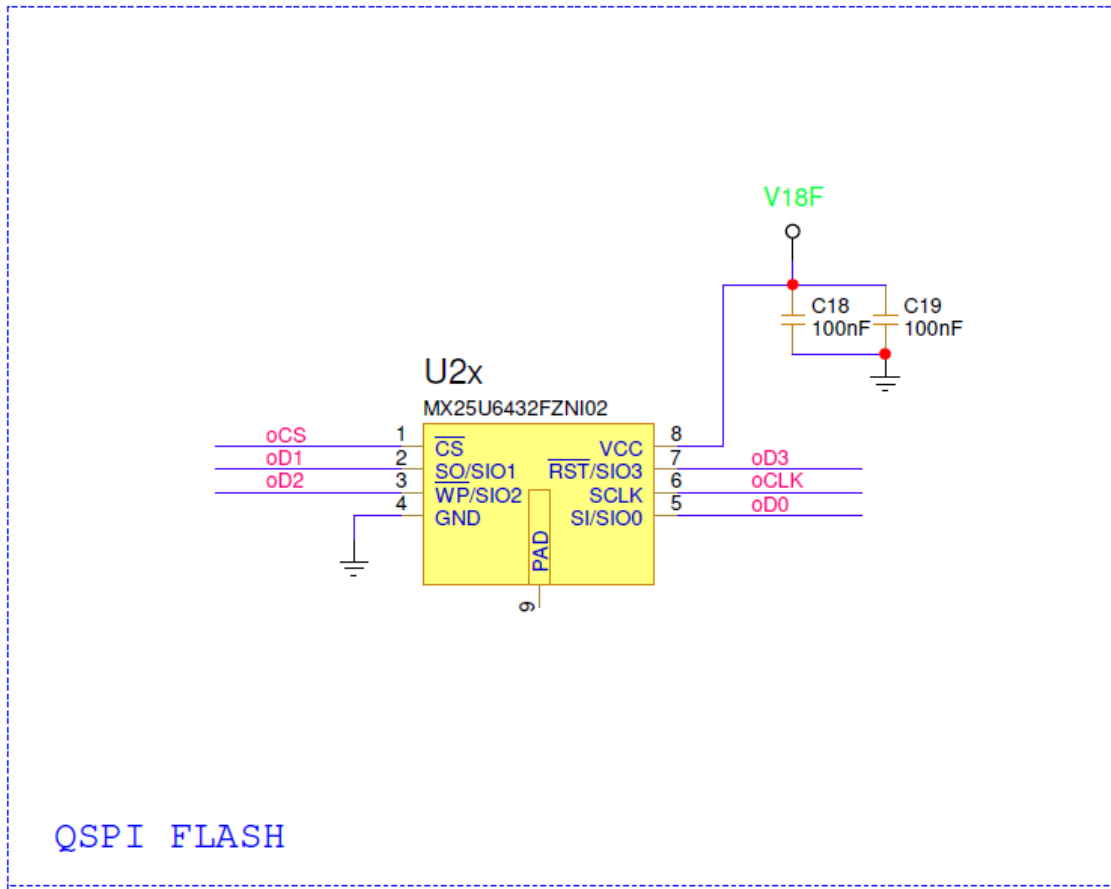 V18F
C18
100nF
C19
100nF
U2x
MX25U6432FZNI02
oCS
1
CS
VCC
8
oD1
2
SO/SIO1
RST/SIO3
7
oD3
oD2
3
WP/SIO2
SCLK
6
oCLK
4
GND
SI/SIO0
5
oD0
PAD
9
QSPI FLASH